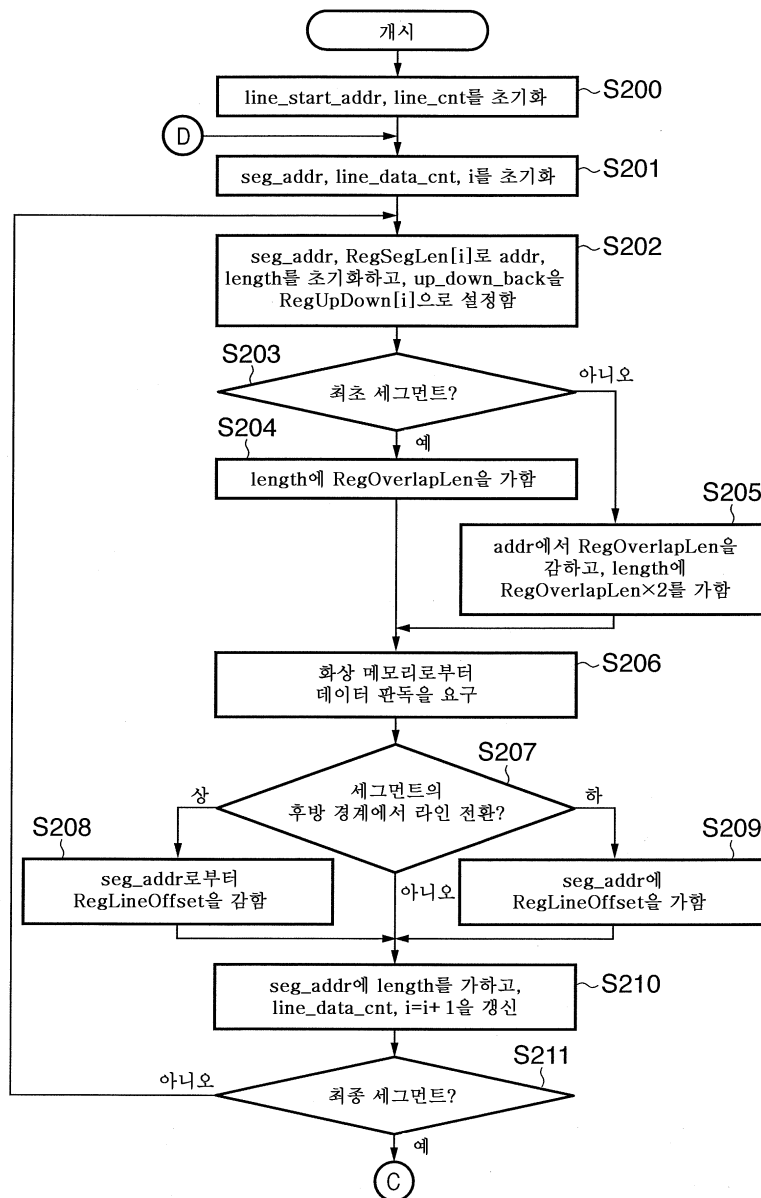 개시
line_start_addr, line_cnt를 초기화
S200
D
seg_addr, line_data_cnt, i를 초기화
S201
seg_addr, RegSegLen[i]로 addr,
length를 초기화하고, up_down_back을
RegUpDown[i]으로 설정함
S202
S203
최초 세그먼트?
아니오
예
S204
length에 RegOverlapLen을 가함
S205
addr에서 RegOverlapLen을
감하고, length에
RegOverlapLen×2를 가함
화상 메모리로부터
데이터 판독을 요구
S206
S207
세그먼트의
후방 경계에서 라인 전환?
상
하
아니오
S208
seg_addr로부터
RegLineOffset을 감함
S209
seg_addr에
RegLineOffset을 가함
seg_addr에 length를 가하고,
line_data_cnt, i=i+1을 갱신
S210
S211
최종 세그먼트?
아니오
예
C